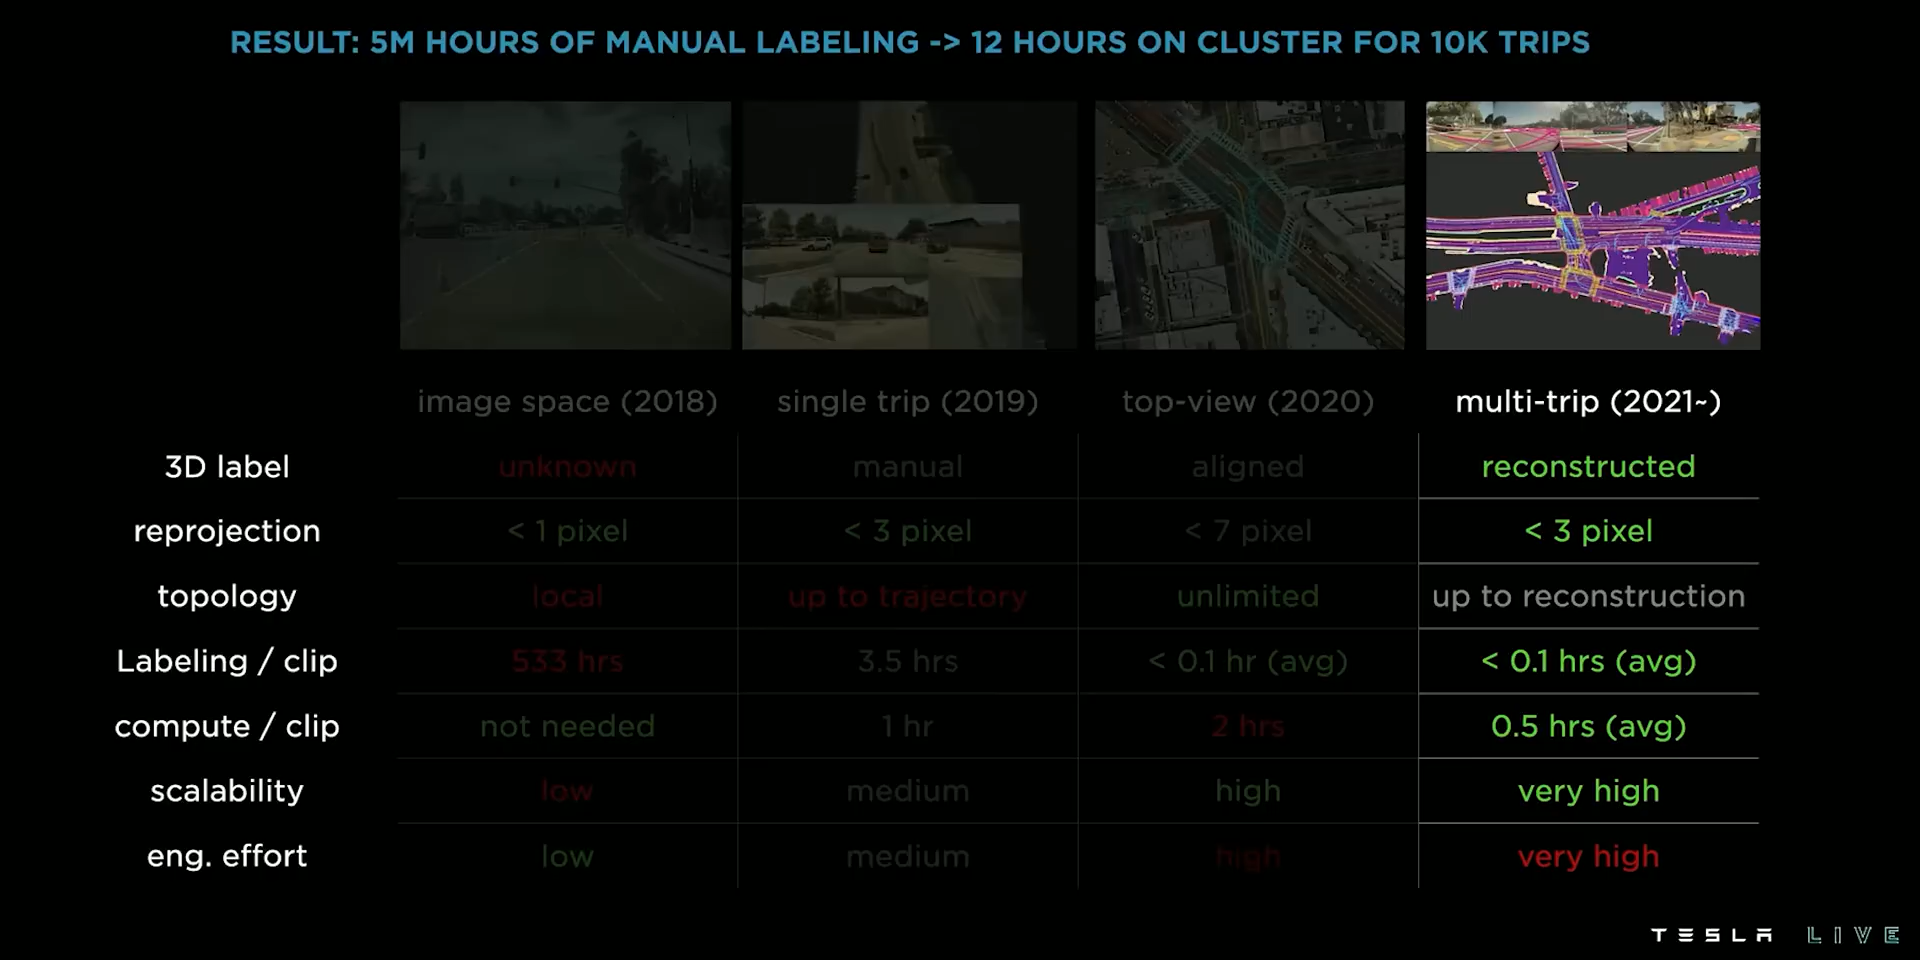 RESULT: 5M HOURS OF MANUAL LABELING -> 12 HOURS ON CLUSTER FOR 10K TRIPS
image space (2018) single trip (2019) top-view (2020) multi-trip (2021~)
3D label unknown manual aligned reconstructed
reprojection < 1 pixel < 3 pixel < 7 pixel < 3 pixel
topology local up to trajectory unlimited up to reconstruction
Labeling / clip 533 hrs 3.5 hrs < 0.1 hr (avg) < 0.1 hrs (avg)
compute / clip not needed 1 hr 2 hrs 0.5 hrs (avg)
scalability low medium high very high
eng. effort low medium high very high
TESLA LIVE